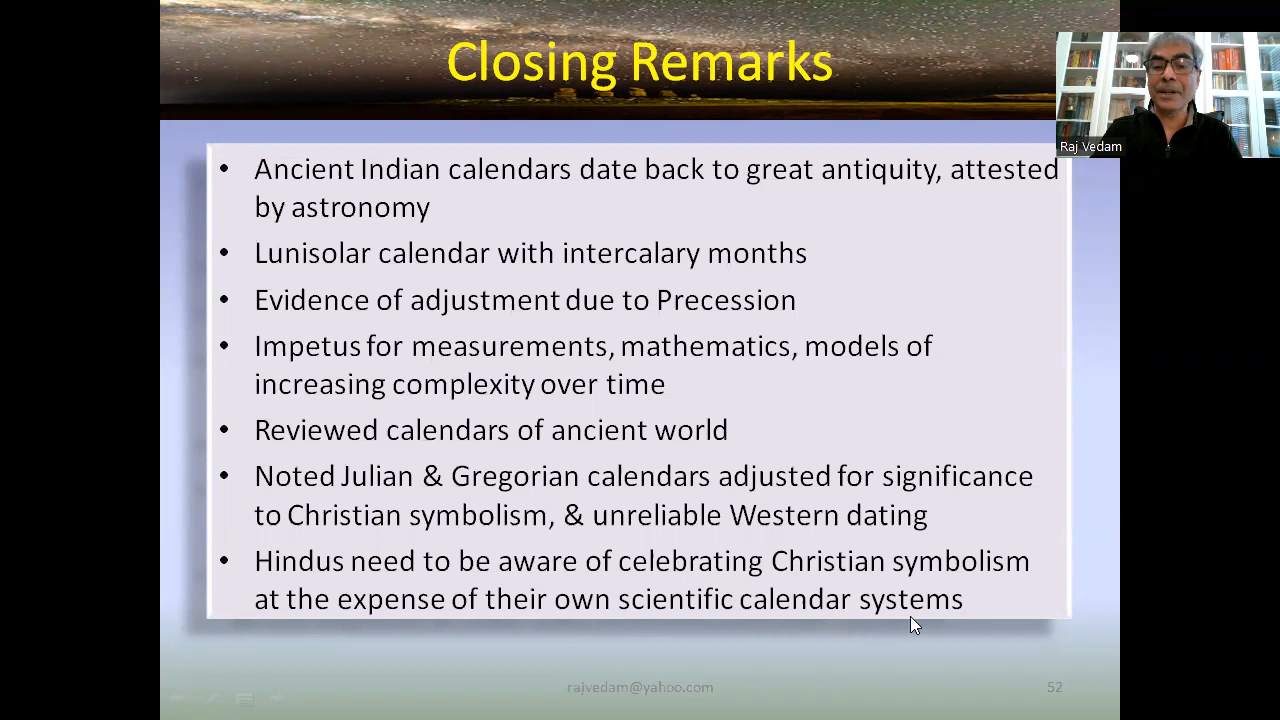 Closing Remarks
Raj Vedam
• Ancient Indian calendars date back to great antiquity, attested
by astronomy
• Lunisolar calendar with intercalary months
• Evidence of adjustment due to Precession
• Impetus for measurements, mathematics, models of
increasing complexity over time
• Reviewed calendars of ancient world
• Noted Julian & Gregorian calendars adjusted for significance
to Christian symbolism, & unreliable Western dating
• Hindus need to be aware of celebrating Christian symbolism
at the expense of their own scientific calendar systems
rajvedam@yahoo.com
52